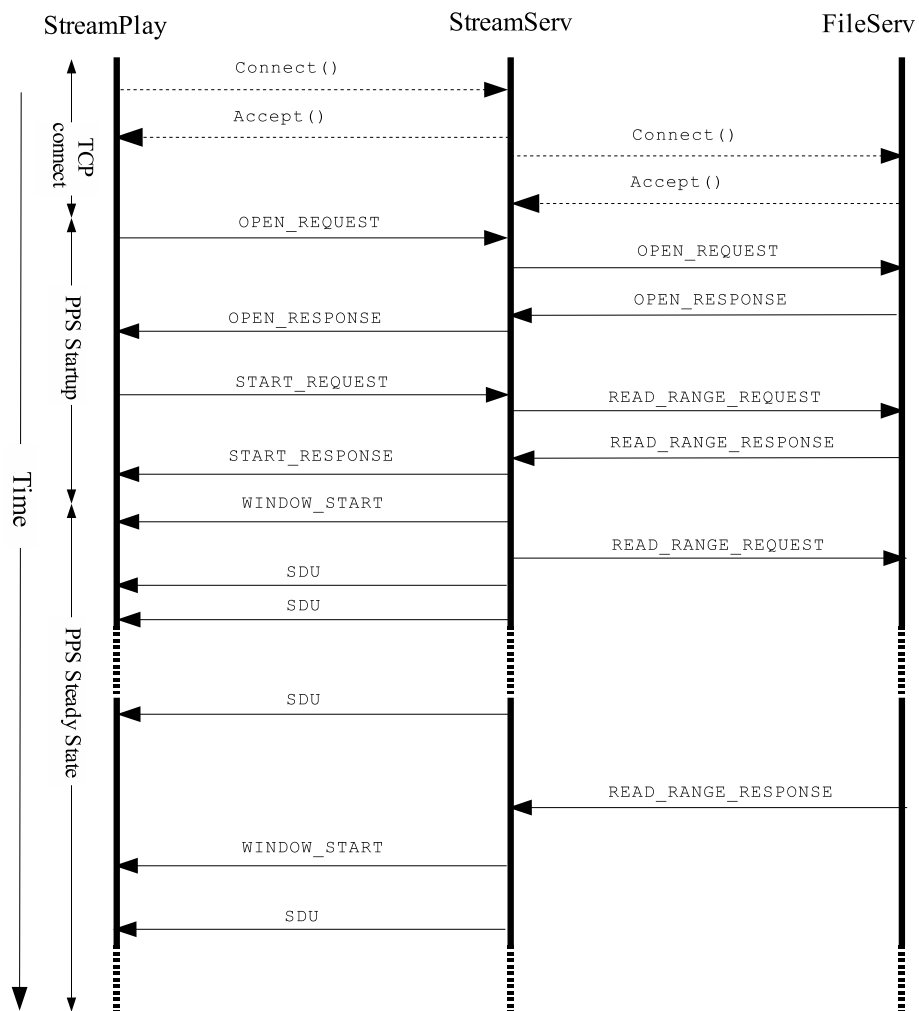 StreamPlay
StreamServ
FileServ
Connect()
Accept()
Connect()
Accept()
TCP
connect
OPEN_REQUEST
OPEN_REQUEST
OPEN_RESPONSE
OPEN_RESPONSE
PPS Startup
START_REQUEST
READ_RANGE_REQUEST
READ_RANGE_RESPONSE
START_RESPONSE
Time
WINDOW_START
READ_RANGE_REQUEST
SDU
SDU
PPS Steady State
SDU
READ_RANGE_RESPONSE
WINDOW_START
SDU